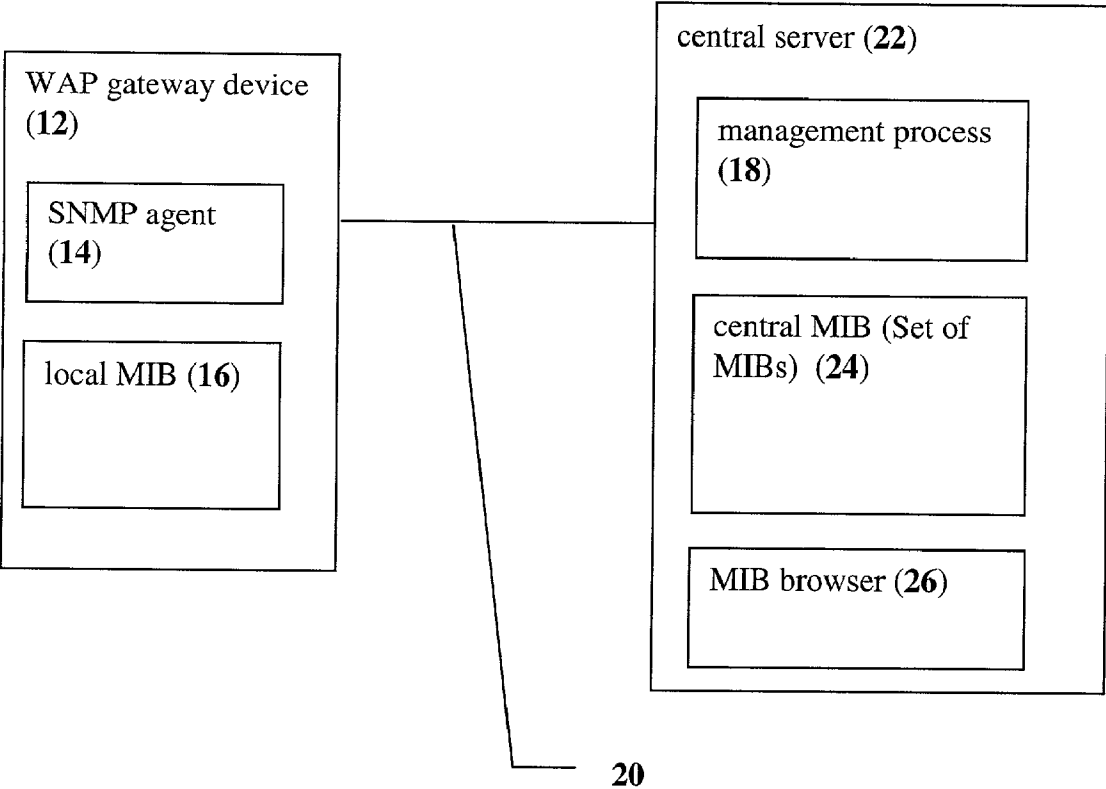 WAP gateway device
(12)
SNMP agent
(14)
local MIB (16)
central server (22)
management process
(18)
central MIB (Set of
MIBs) (24)
MIB browser (26)
20